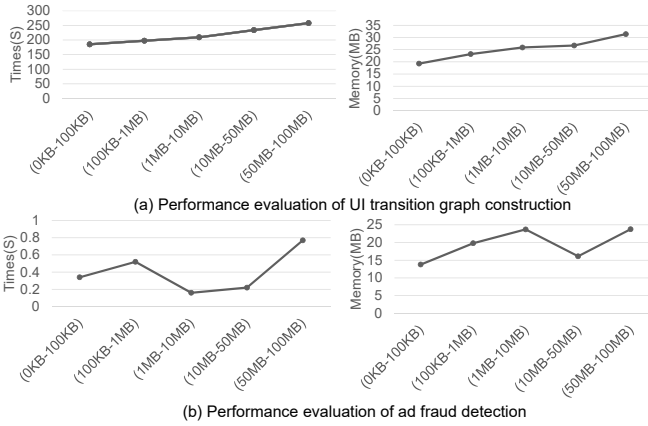 300
250
200
150
100
50
0
Times(S)
(0KB-100KB)
(100KB-1MB)
(1MB-10MB)
(10MB-50MB)
(50MB-100MB)
35
30
25
20
15
10
5
0
Memory(MB)
(0KB-100KB)
(100KB-1MB)
(1MB-10MB)
(10MB-50MB)
(50MB-100MB)
(a) Performance evaluation of UI transition graph construction
1
0.8
0.6
0.4
0.2
0
Times(S)
(0KB-100KB)
(100KB-1MB)
(1MB-10MB)
(10MB-50MB)
(50MB-100MB)
25
20
15
10
5
0
Memory(MB)
(0KB-100KB)
(100KB-1MB)
(1MB-10MB)
(10MB-50MB)
(50MB-100MB)
(b) Performance evaluation of ad fraud detection